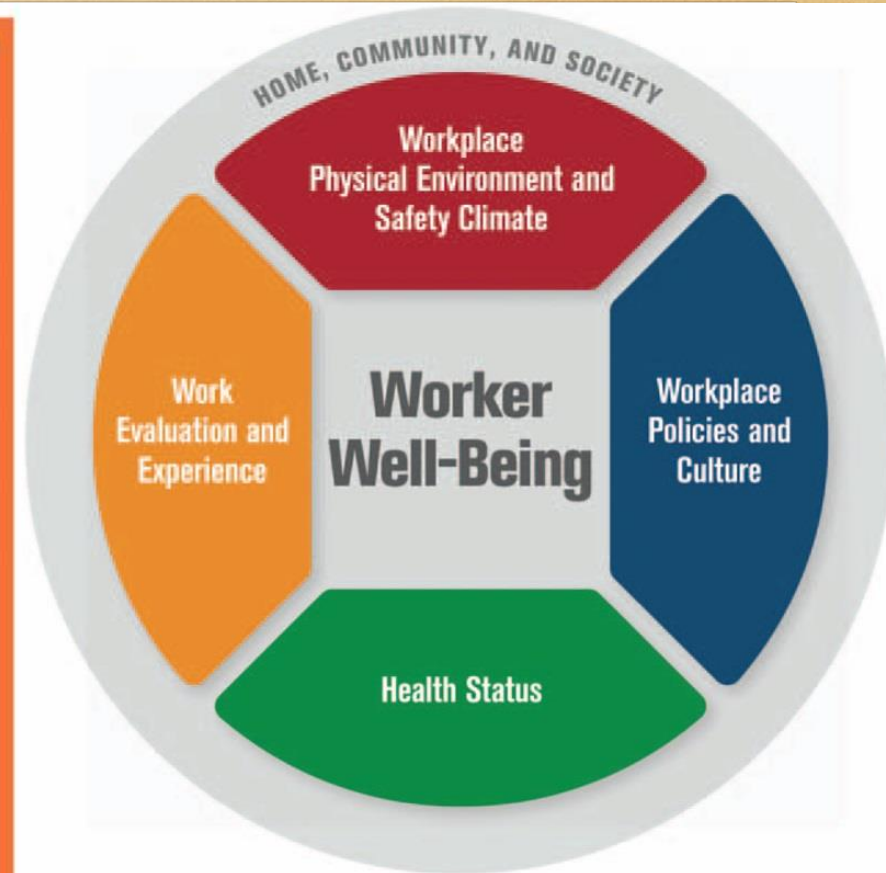 HOME, COMMUNITY, AND SOCIETY
Workplace
Physical Environment and
Safety Climate
Work
Evaluation and
Experience
Worker
Well-Being
Workplace
Policies and
Culture
Health Status